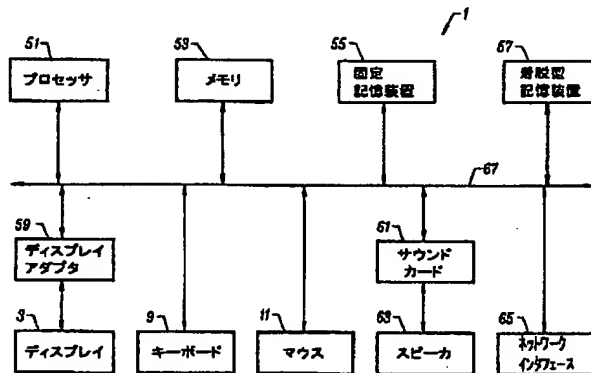 1
51
プロセッサ
53
メモリ
55
固定
記憶装置
57
着脱型
記憶装置
67
59
ディスプレイ
アダプタ
61
サウンド
カード
3
ディスプレイ
9
キーボード
11
マウス
63
スピーカ
65
ネットワーク
インタフェース